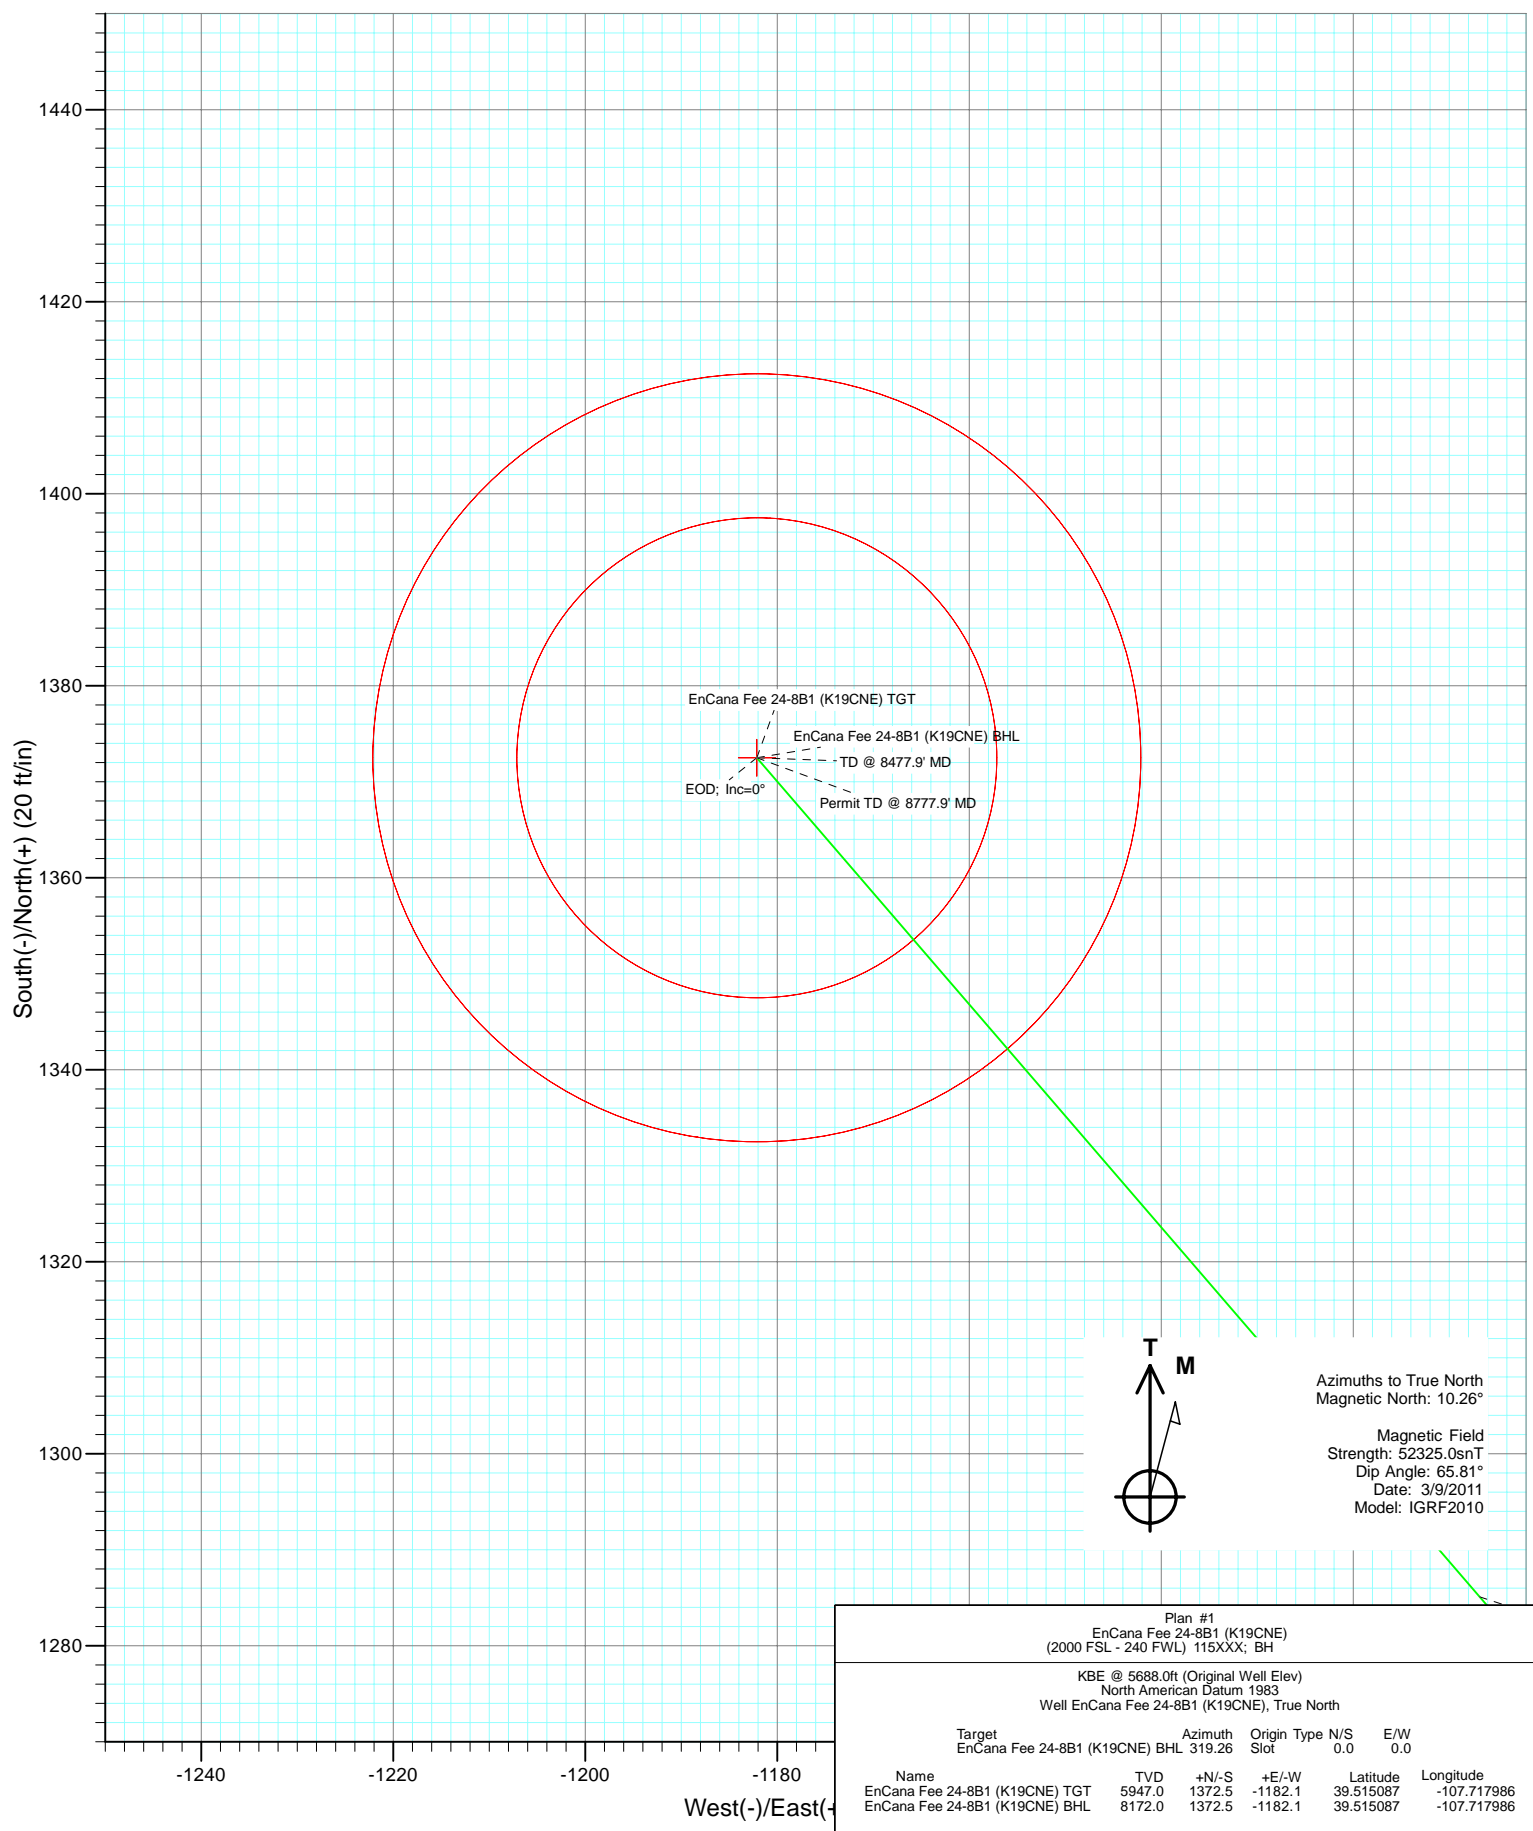 1440
1420
1400
1380
1360
1340
1320
1300
1280
South(-)/North(+) (20 ft/in)
EnCana Fee 24-8B1 (K19CNE) TGT
EnCana Fee 24-8B1 (K19CNE) BHL
TD @ 8477.9' MD
EOD; Inc=0°
Permit TD @ 8777.9' MD
T
M
Azimuths to True North
Magnetic North: 10.26°
Magnetic Field
Strength: 52325.0snT
Dip Angle: 65.81°
Date: 3/9/2011
Model: IGRF2010
-1240 -1220 -1200 -1180
West(-)/East(+
Plan #1
EnCana Fee 24-8B1 (K19CNE)
(2000 FSL - 240 FWL) 115XXX; BH
KBE @ 5688.0ft (Original Well Elev)
North American Datum 1983
Well EnCana Fee 24-8B1 (K19CNE), True North
Target Azimuth Origin Type N/S E/W
EnCana Fee 24-8B1 (K19CNE) BHL 319.26 Slot 0.0 0.0
Name TVD +N/-S +E/-W Latitude Longitude
EnCana Fee 24-8B1 (K19CNE) TGT 5947.0 1372.5 -1182.1 39.515087 -107.717986
EnCana Fee 24-8B1 (K19CNE) BHL 8172.0 1372.5 -1182.1 39.515087 -107.717986